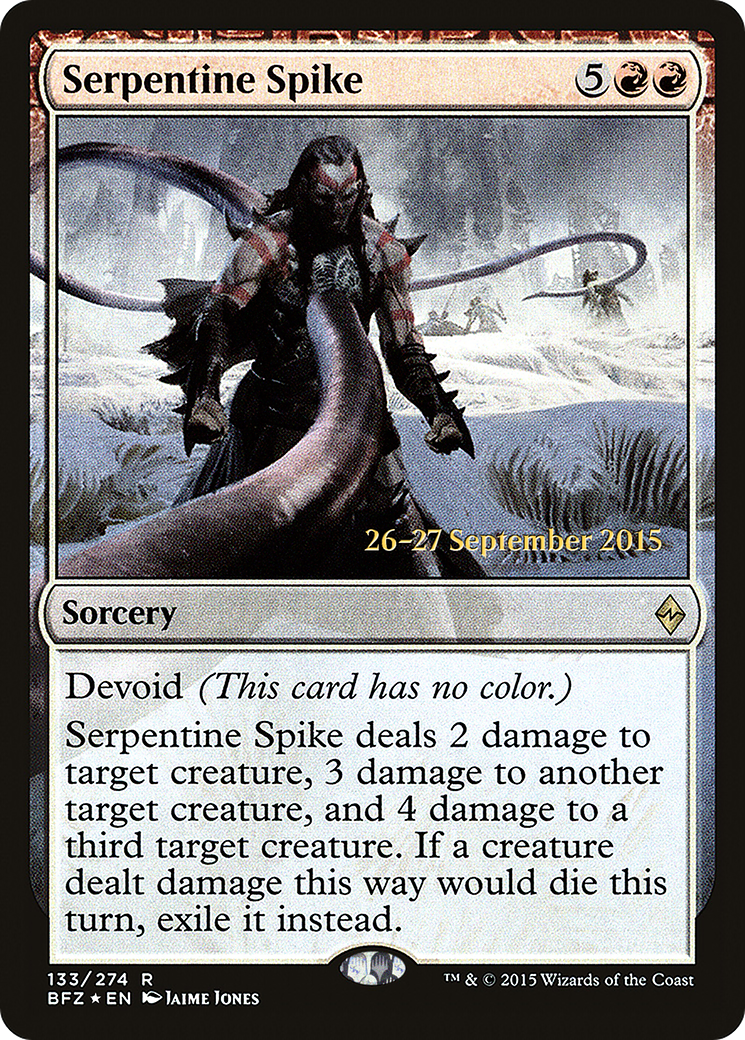 Serpentine Spike 5
26–27 September 2015
Sorcery
Devoid (This card has no color.)
Serpentine Spike deals 2 damage to
target creature, 3 damage to another
target creature, and 4 damage to a
third target creature. If a creature
dealt damage this way would die this
turn, exile it instead.
133/274 R
BFZ ★ EN Jaime Jones
™ & © 2015 Wizards of the Coast